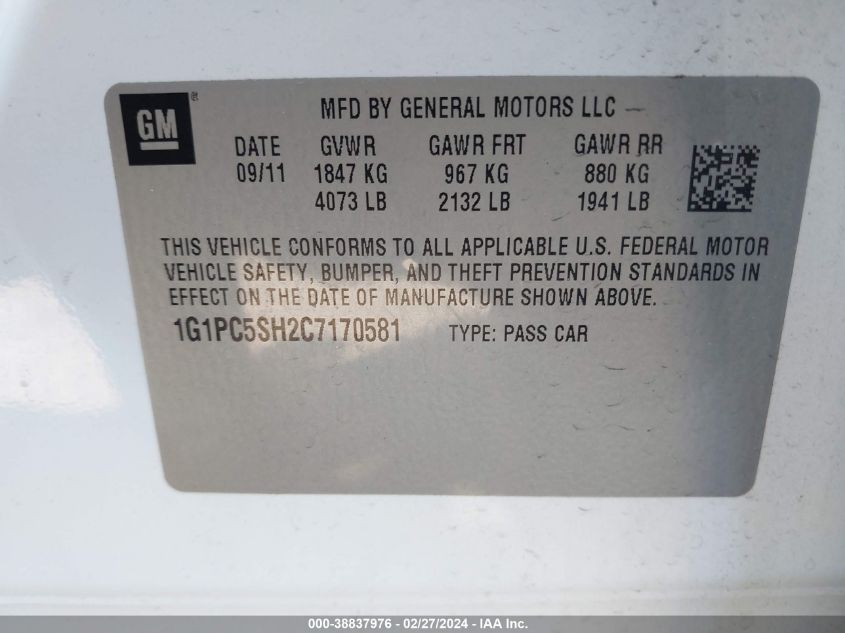 GM®
MFD BY GENERAL MOTORS LLC
DATE GVWR GAWR FRT GAWR RR
09/11 1847 KG 967 KG 880 KG
4073 LB 2132 LB 1941 LB
THIS VEHICLE CONFORMS TO ALL APPLICABLE U.S. FEDERAL MOTOR
VEHICLE SAFETY, BUMPER, AND THEFT PREVENTION STANDARDS IN
EFFECT ON THE DATE OF MANUFACTURE SHOWN ABOVE.
1G1PC5SH2C7170581 TYPE: PASS CAR
000-38837976 - 02/27/2024 - IAA Inc.